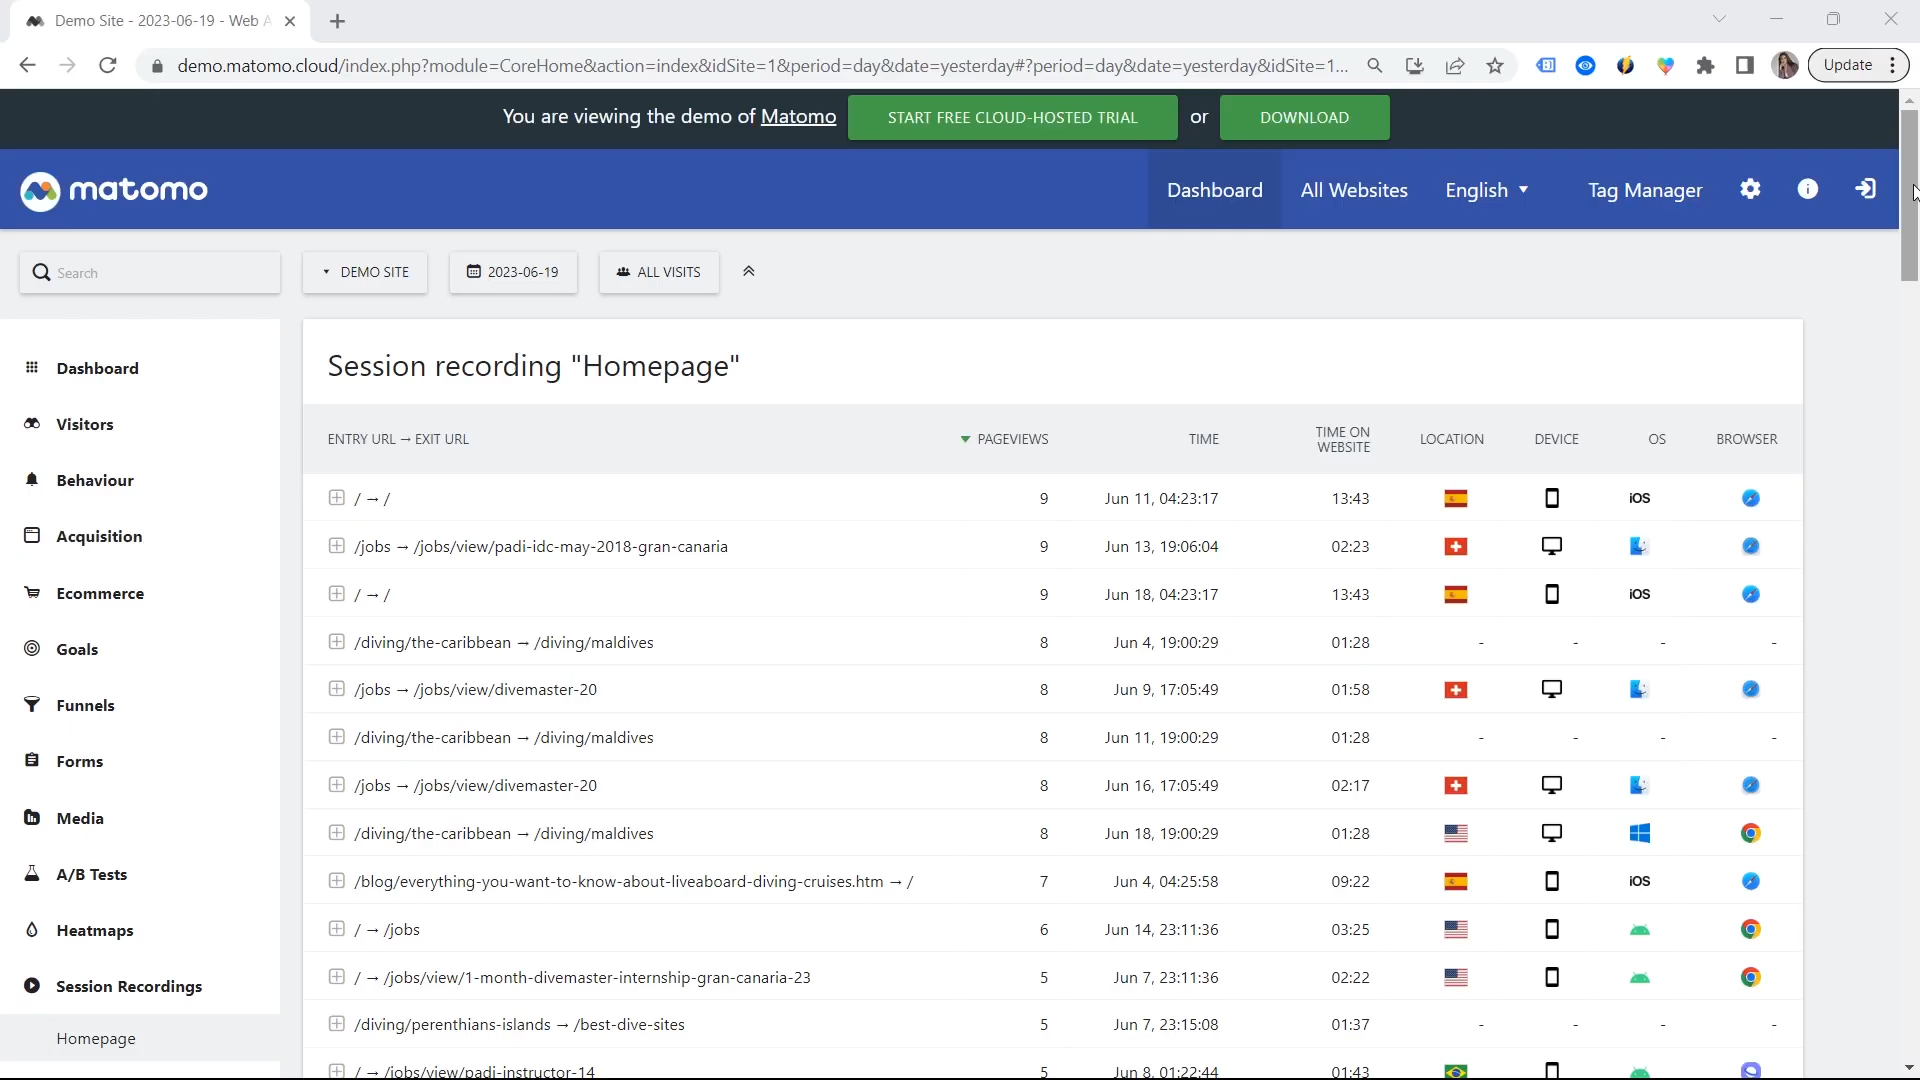 Demo Site - 2023-06-19 - Web A
demo.matomo.cloud/index.php?module=CoreHome&action=index&idSite=1&period=day&date=yesterday#?period=day&date=yesterday&idSite=1...
Update
You are viewing the demo of Matomo START FREE CLOUD-HOSTED TRIAL or DOWNLOAD
matomo Dashboard All Websites English Tag Manager
Search DEMO SITE 2023-06-19 ALL VISITS
Dashboard
Visitors
Behaviour
Acquisition
Ecommerce
Goals
Funnels
Forms
Media
A/B Tests
Heatmaps
Session Recordings
Homepage
Session recording "Homepage"
ENTRY URL → EXIT URL PAGEVIEWS TIME TIME ON WEBSITE LOCATION DEVICE OS BROWSER
/ → / 9 Jun 11, 04:23:17 13:43 iOS
/jobs → /jobs/view/padi-idc-may-2018-gran-canaria 9 Jun 13, 19:06:04 02:23
/ → / 9 Jun 18, 04:23:17 13:43 iOS
/diving/the-caribbean → /diving/maldives 8 Jun 4, 19:00:29 01:28 - - - -
/jobs → /jobs/view/divemaster-20 8 Jun 9, 17:05:49 01:58
/diving/the-caribbean → /diving/maldives 8 Jun 11, 19:00:29 01:28 - - - -
/jobs → /jobs/view/divemaster-20 8 Jun 16, 17:05:49 02:17
/diving/the-caribbean → /diving/maldives 8 Jun 18, 19:00:29 01:28
/blog/everything-you-want-to-know-about-liveaboard-diving-cruises.htm → / 7 Jun 4, 04:25:58 09:22 iOS
/ → /jobs 6 Jun 14, 23:11:36 03:25
/ → /jobs/view/1-month-divemaster-internship-gran-canaria-23 5 Jun 7, 23:11:36 02:22
/diving/perenthians-islands → /best-dive-sites 5 Jun 7, 23:15:08 01:37 - - - -
/ → /jobs/view/padi-instructor-14 5 Jun 8, 01:22:44 01:43